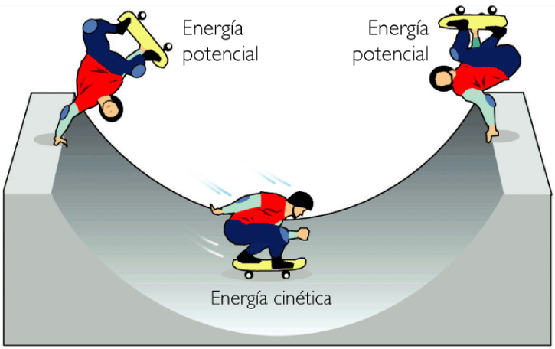 Energía
potencial
Energía
potencial
Energía cinética